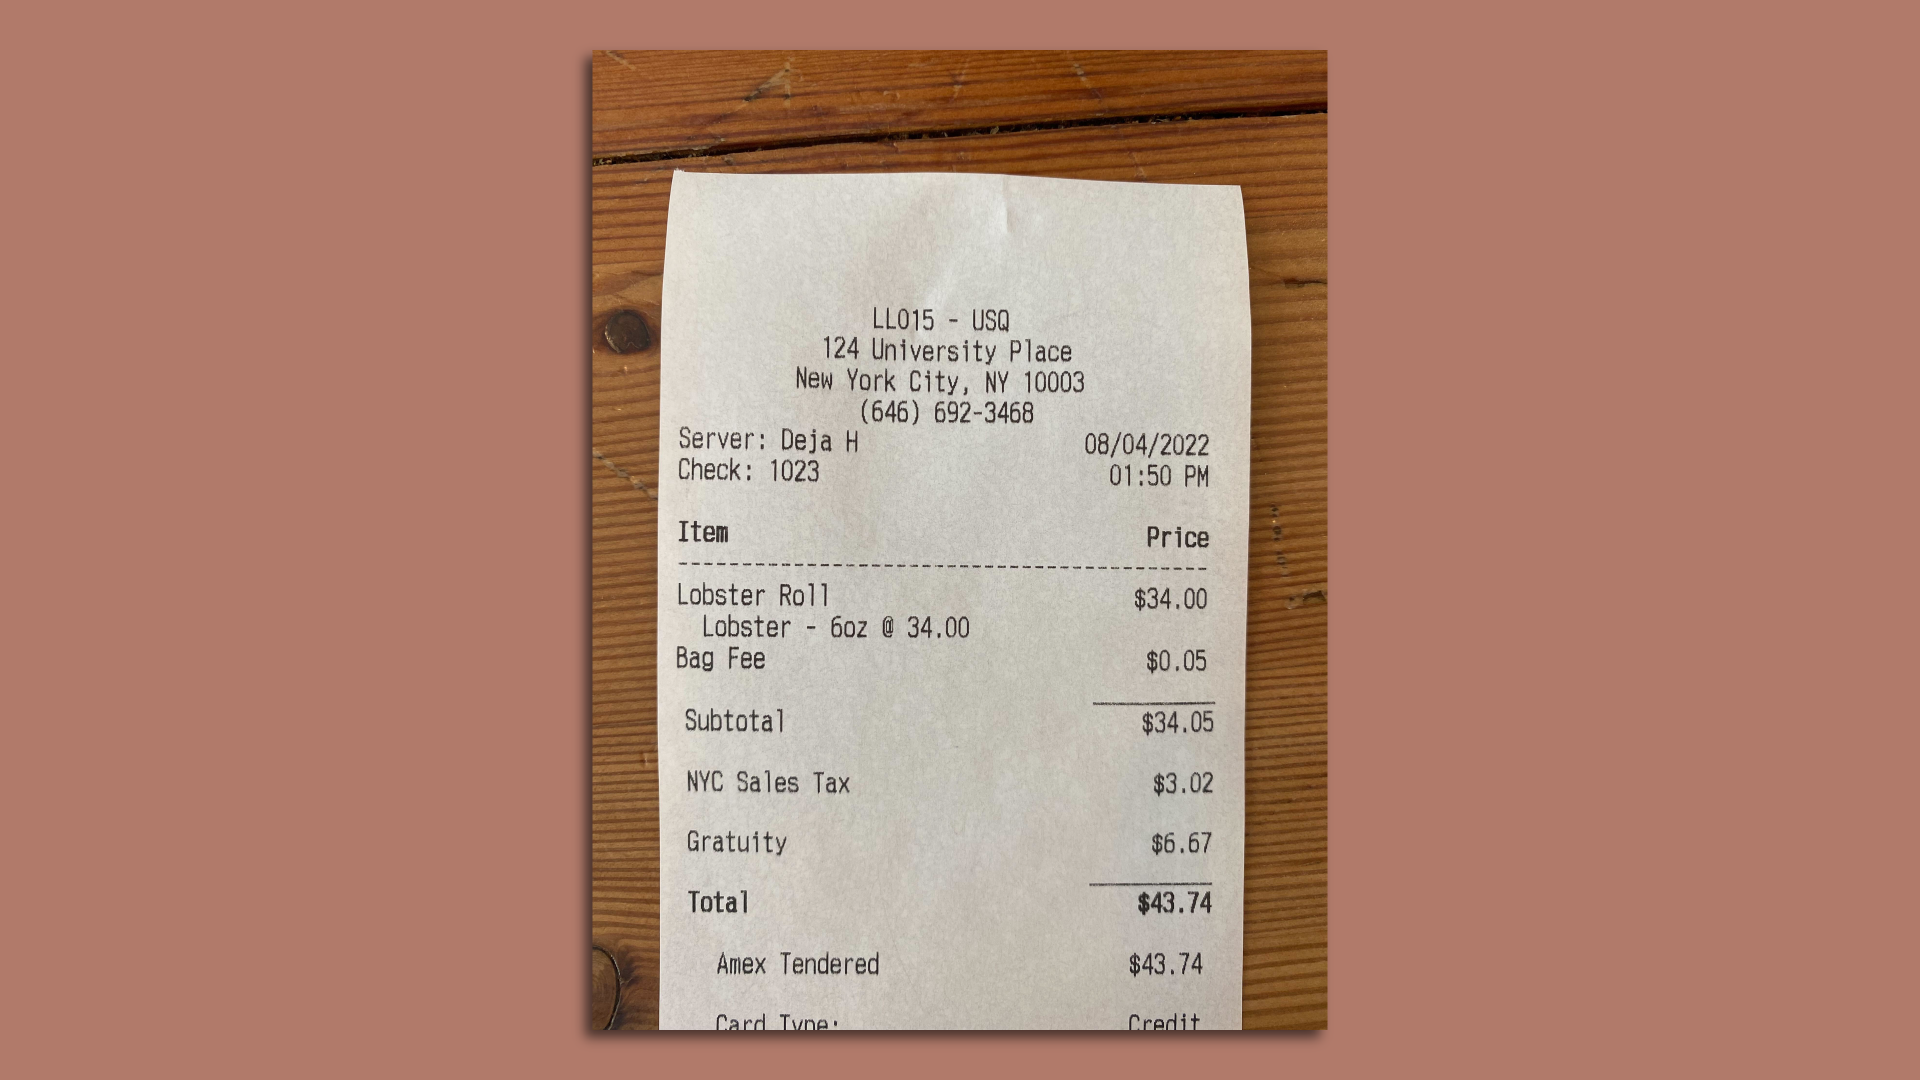 LL015 - USQ
124 University Place
New York City, NY 10003
(646) 692-3468
Server: Deja H 08/04/2022
Check: 1023 01:50 PM
Item Price
--------------------------------------------
Lobster Roll $34.00
Lobster - 6oz @ 34.00
Bag Fee $0.05
Subtotal $34.05
NYC Sales Tax $3.02
Gratuity $6.67
Total $43.74
Amex Tendered $43.74
Card Type: Credit